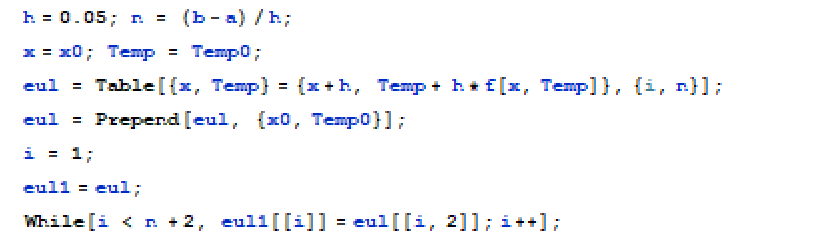 h = 0.05; n = (b - a) / h;
x = x0; Temp = Temp0;
eul = Table[{x, Temp} = {x + h, Temp + h * f[x, Temp]}, {i, n}];
eul = Prepend[eul, {x0, Temp0}];
i = 1;
eul1 = eul;
While[i < n + 2, eul1[[i]] = eul[[i, 2]]; i++];